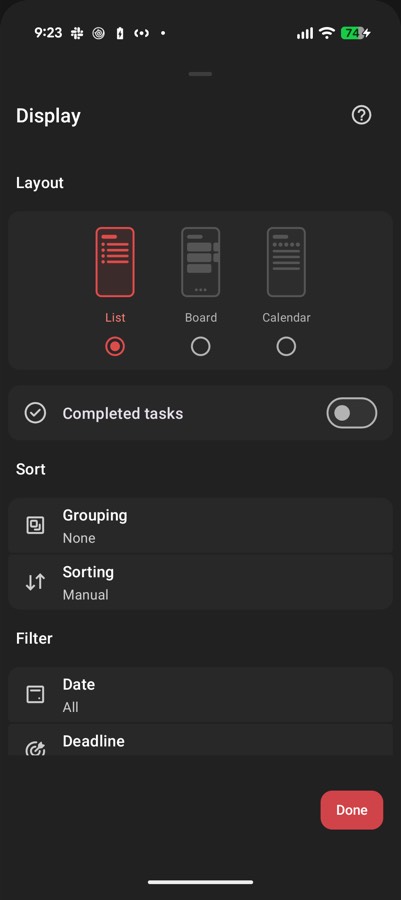 9:23
74
Display
Layout
List
Board
Calendar
Completed tasks
Sort
Grouping
None
Sorting
Manual
Filter
Date
All
Deadline
Done